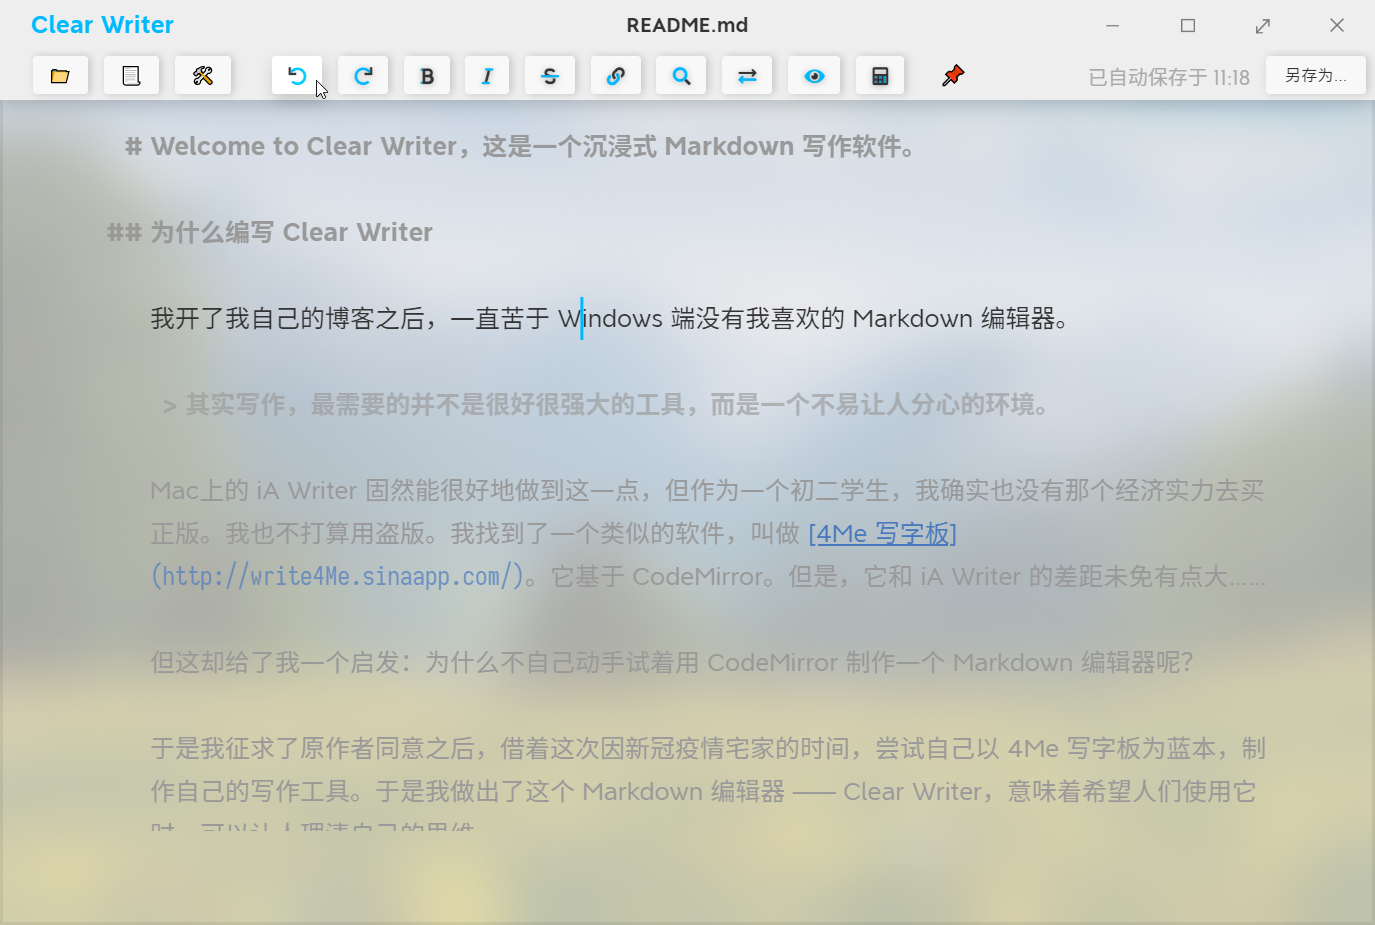 Clear Writer
README.md
B I S
已自动保存于 11:18
另存为...
# Welcome to Clear Writer，这是一个沉浸式 Markdown 写作软件。
## 为什么编写 Clear Writer
我开了我自己的博客之后，一直苦于 Windows 端没有我喜欢的 Markdown 编辑器。
> 其实写作，最需要的并不是很好很强大的工具，而是一个不易让人分心的环境。
Mac上的 iA Writer 固然能很好地做到这一点，但作为一个初二学生，我确实也没有那个经济实力去买
正版。我也不打算用盗版。我找到了一个类似的软件，叫做 [4Me 写字板]
(http://write4Me.sinaapp.com/)。它基于 CodeMirror。但是，它和 iA Writer 的差距未免有点大……
但这却给了我一个启发：为什么不自己动手试着用 CodeMirror 制作一个 Markdown 编辑器呢？
于是我征求了原作者同意之后，借着这次因新冠疫情宅家的时间，尝试自己以 4Me 写字板为蓝本，制
作自己的写作工具。于是我做出了这个 Markdown 编辑器 —— Clear Writer，意味着希望人们使用它
时，可以让人理清自己的思维